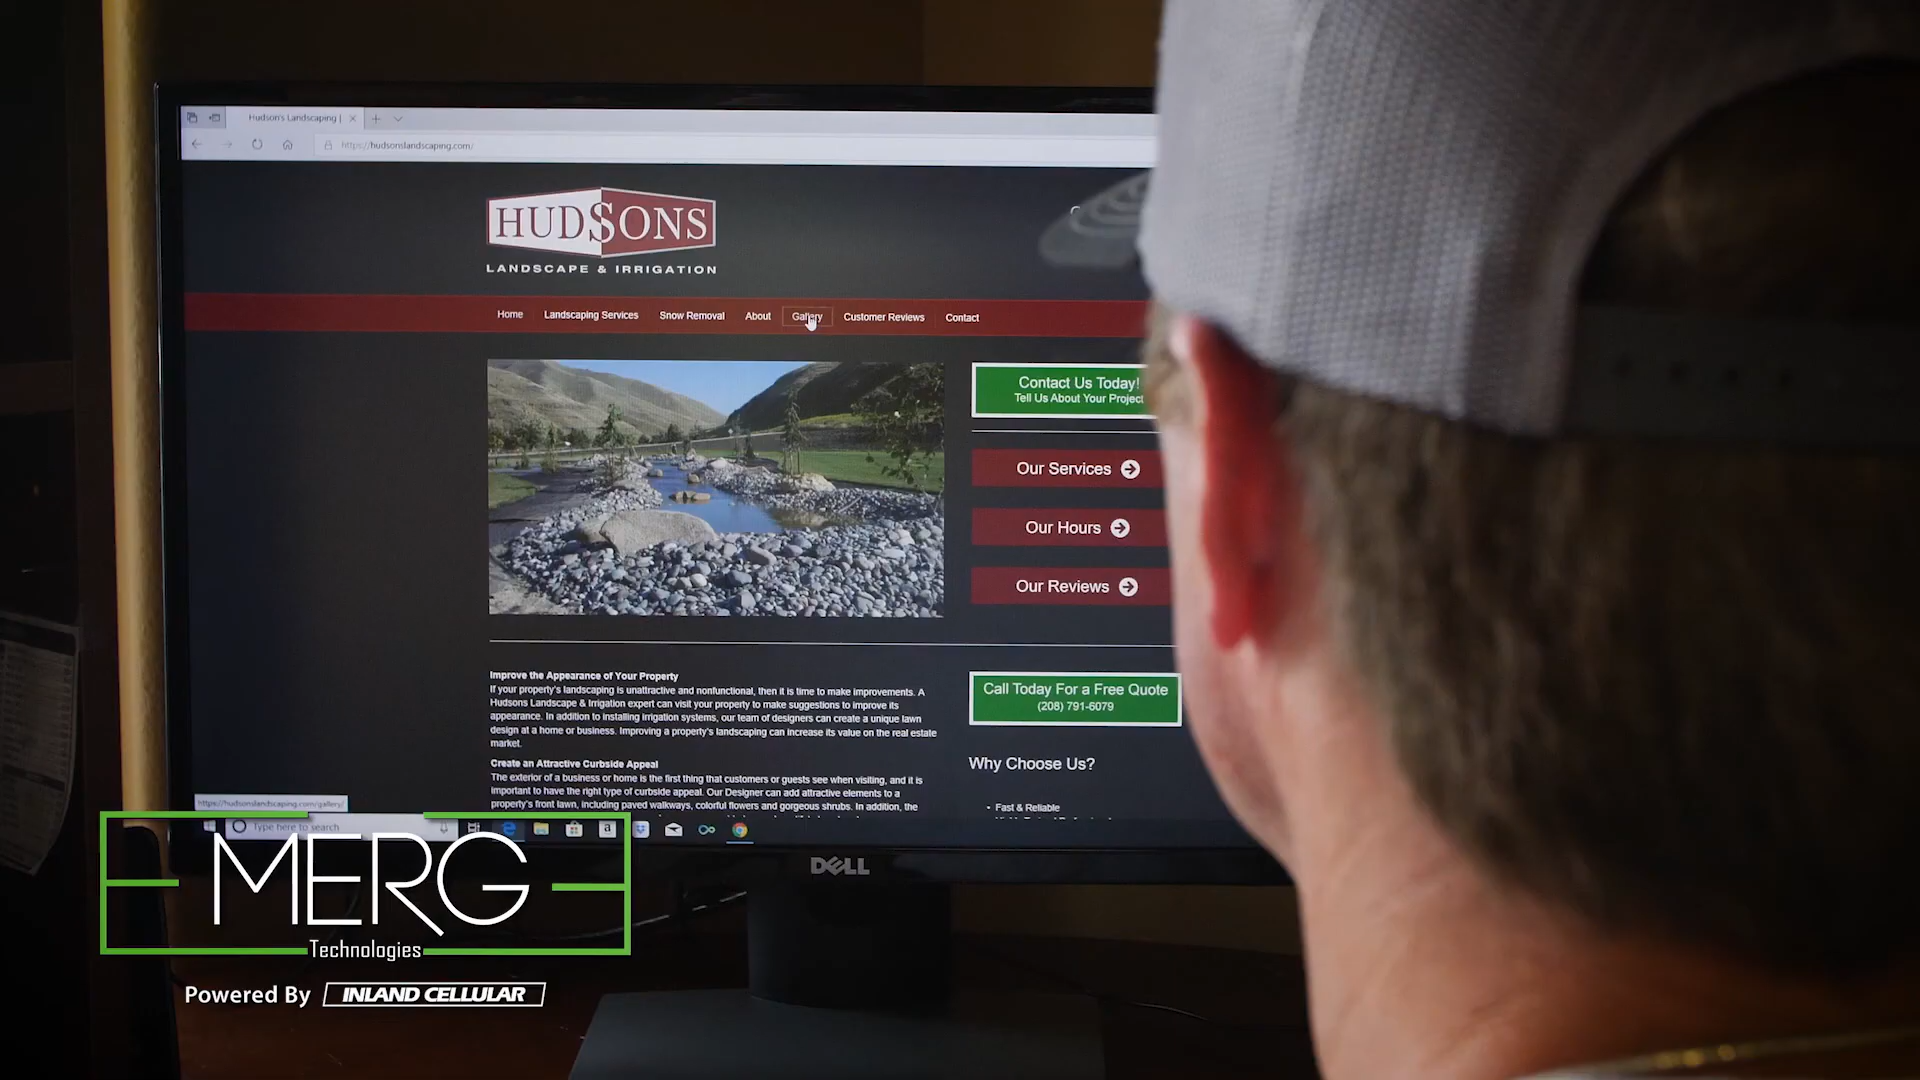 Hudson's Landscaping |
https://hudsonslandscaping.com/
HUDSONS
LANDSCAPE & IRRIGATION
Home Landscaping Services Snow Removal About Gallery Customer Reviews Contact
Contact Us Today!
Tell Us About Your Project
Our Services
Our Hours
Our Reviews
Improve the Appearance of Your Property
If your property's landscaping is unattractive and nonfunctional, then it is time to make improvements. A
Hudsons Landscape & Irrigation expert can visit your property to make suggestions to improve its
appearance. In addition to installing irrigation systems, our team of designers can create a unique lawn
design at a home or business. Improving a property's landscaping can increase its value on the real estate
market.
Create an Attractive Curbside Appeal
The exterior of a business or home is the first thing that customers or guests see when visiting, and it is
important to have the right type of curbside appeal. Our Designer can add attractive elements to a
property's front lawn, including paved walkways, colorful flowers and gorgeous shrubs. In addition, the
Call Today For a Free Quote
(208) 791-6079
Why Choose Us?
Fast & Reliable
https://hudsonslandscaping.com/gallery/
Type here to search
DELL
EMERGE
Technologies
Powered By INLAND CELLULAR